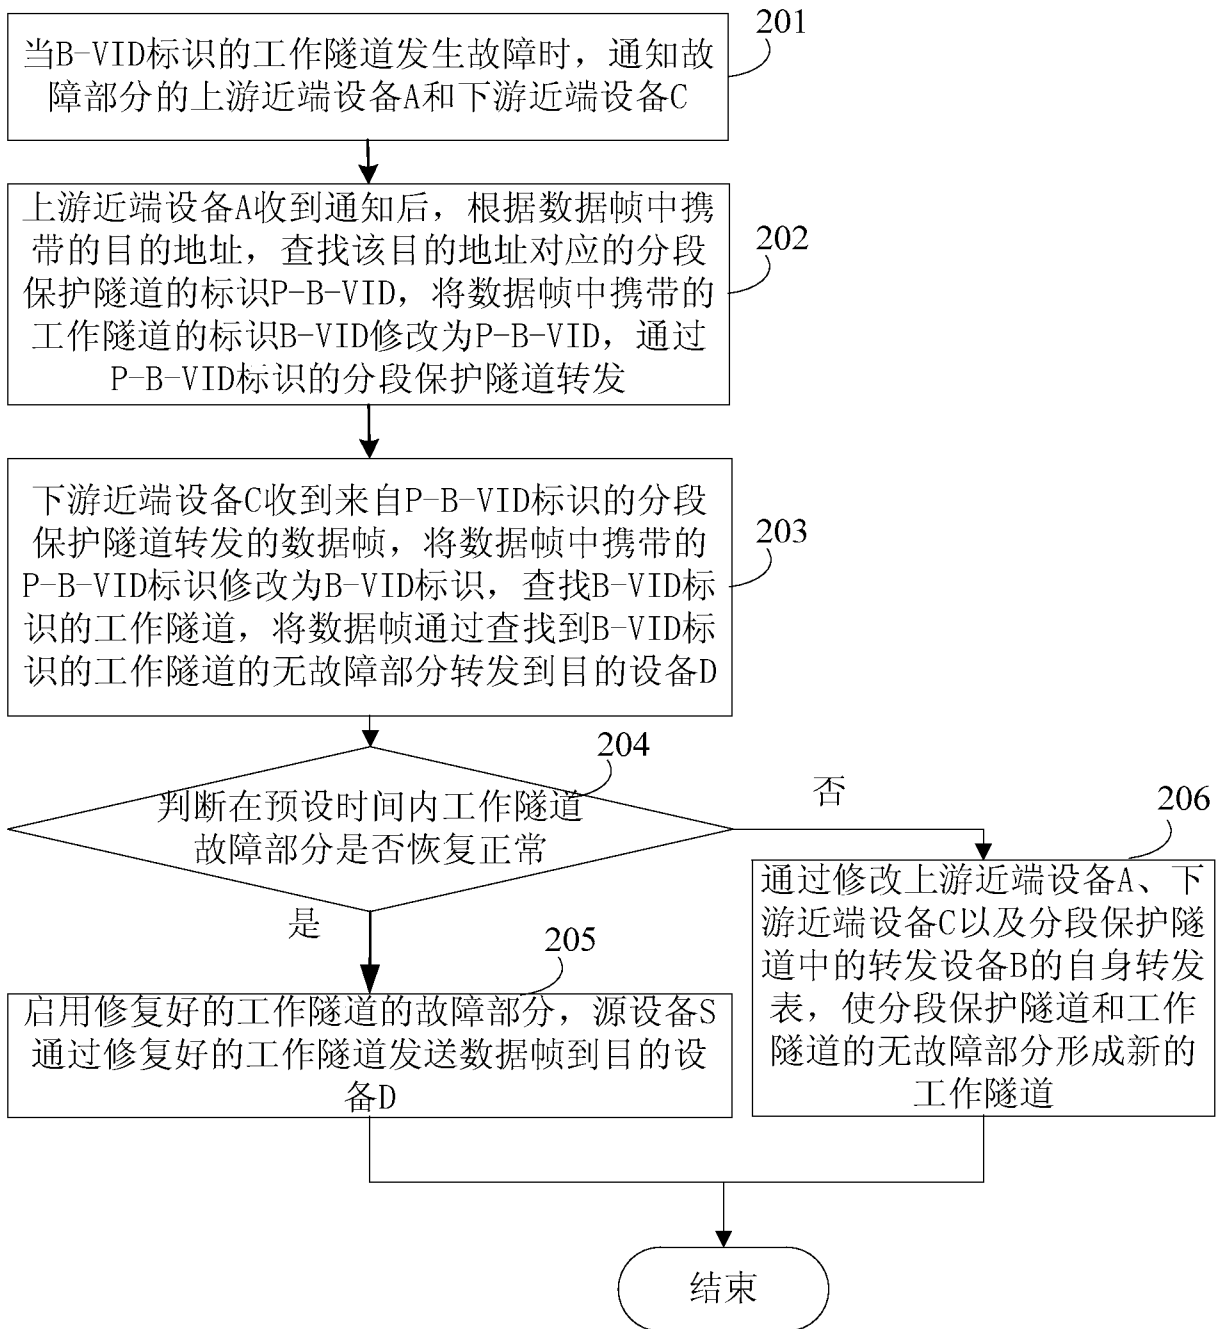 201
当B-VID标识的工作隧道发生故障时，通知故
障部分的上游近端设备A和下游近端设备C
202
上游近端设备A收到通知后，根据数据帧中携
带的目的地址，查找该目的地址对应的分段
保护隧道的标识P-B-VID，将数据帧中携带的
工作隧道的标识B-VID修改为P-B-VID，通过
P-B-VID标识的分段保护隧道转发
203
下游近端设备C收到来自P-B-VID标识的分段
保护隧道转发的数据帧，将数据帧中携带的
P-B-VID标识修改为B-VID标识，查找B-VID标
识的工作隧道，将数据帧通过查找到B-VID标
识的工作隧道的无故障部分转发到目的设备D
204
判断在预设时间内工作隧道
故障部分是否恢复正常
否
是
205
启用修复好的工作隧道的故障部分，源设备S
通过修复好的工作隧道发送数据帧到目的设
备D
206
通过修改上游近端设备A、下
游近端设备C以及分段保护隧
道中的转发设备B的自身转发
表，使分段保护隧道和工作
隧道的无故障部分形成新的
工作隧道
结束